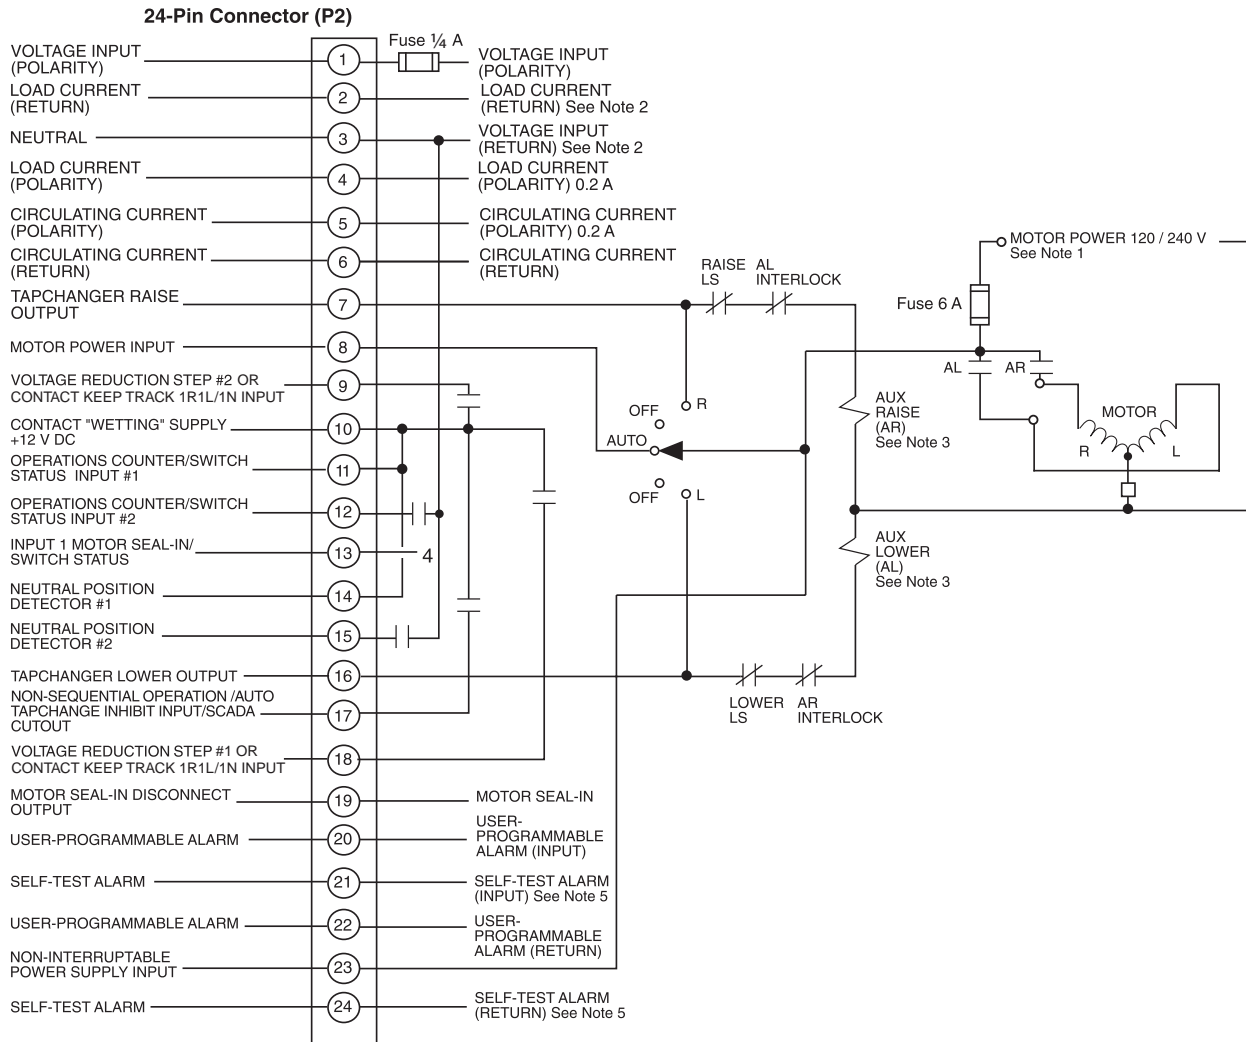 24-Pin Connector (P2)
VOLTAGE INPUT
(POLARITY)
1
Fuse ¼ A
VOLTAGE INPUT
(POLARITY)
LOAD CURRENT
(RETURN)
2
LOAD CURRENT
(RETURN) See Note 2
NEUTRAL
3
VOLTAGE INPUT
(RETURN) See Note 2
LOAD CURRENT
(POLARITY)
4
LOAD CURRENT
(POLARITY) 0.2 A
CIRCULATING CURRENT
(POLARITY)
5
CIRCULATING CURRENT
(POLARITY) 0.2 A
CIRCULATING CURRENT
(RETURN)
6
CIRCULATING CURRENT
(RETURN)
TAPCHANGER RAISE
OUTPUT
7
MOTOR POWER INPUT
8
VOLTAGE REDUCTION STEP #2 OR
CONTACT KEEP TRACK 1R1L/1N INPUT
9
CONTACT "WETTING" SUPPLY
+12 V DC
10
OPERATIONS COUNTER/SWITCH
STATUS INPUT #1
11
OPERATIONS COUNTER/SWITCH
STATUS INPUT #2
12
INPUT 1 MOTOR SEAL-IN/
SWITCH STATUS
13
4
NEUTRAL POSITION
DETECTOR #1
14
NEUTRAL POSITION
DETECTOR #2
15
TAPCHANGER LOWER OUTPUT
16
NON-SEQUENTIAL OPERATION /AUTO
TAPCHANGE INHIBIT INPUT/SCADA
CUTOUT
17
VOLTAGE REDUCTION STEP #1 OR
CONTACT KEEP TRACK 1R1L/1N INPUT
18
MOTOR SEAL-IN DISCONNECT
OUTPUT
19
MOTOR SEAL-IN
USER-PROGRAMMABLE ALARM
20
USER-
PROGRAMMABLE
ALARM (INPUT)
SELF-TEST ALARM
21
SELF-TEST ALARM
(INPUT) See Note 5
USER-PROGRAMMABLE ALARM
22
USER-
PROGRAMMABLE
ALARM (RETURN)
NON-INTERRUPTABLE
POWER SUPPLY INPUT
23
SELF-TEST ALARM
24
SELF-TEST ALARM
(RETURN) See Note 5
RAISE
LS
AL
INTERLOCK
MOTOR POWER 120 / 240 V
See Note 1
Fuse 6 A
AL
AR
MOTOR
R
L
OFF
R
AUTO
OFF
L
AUX
RAISE
(AR)
See Note 3
AUX
LOWER
(AL)
See Note 3
LOWER
LS
AR
INTERLOCK